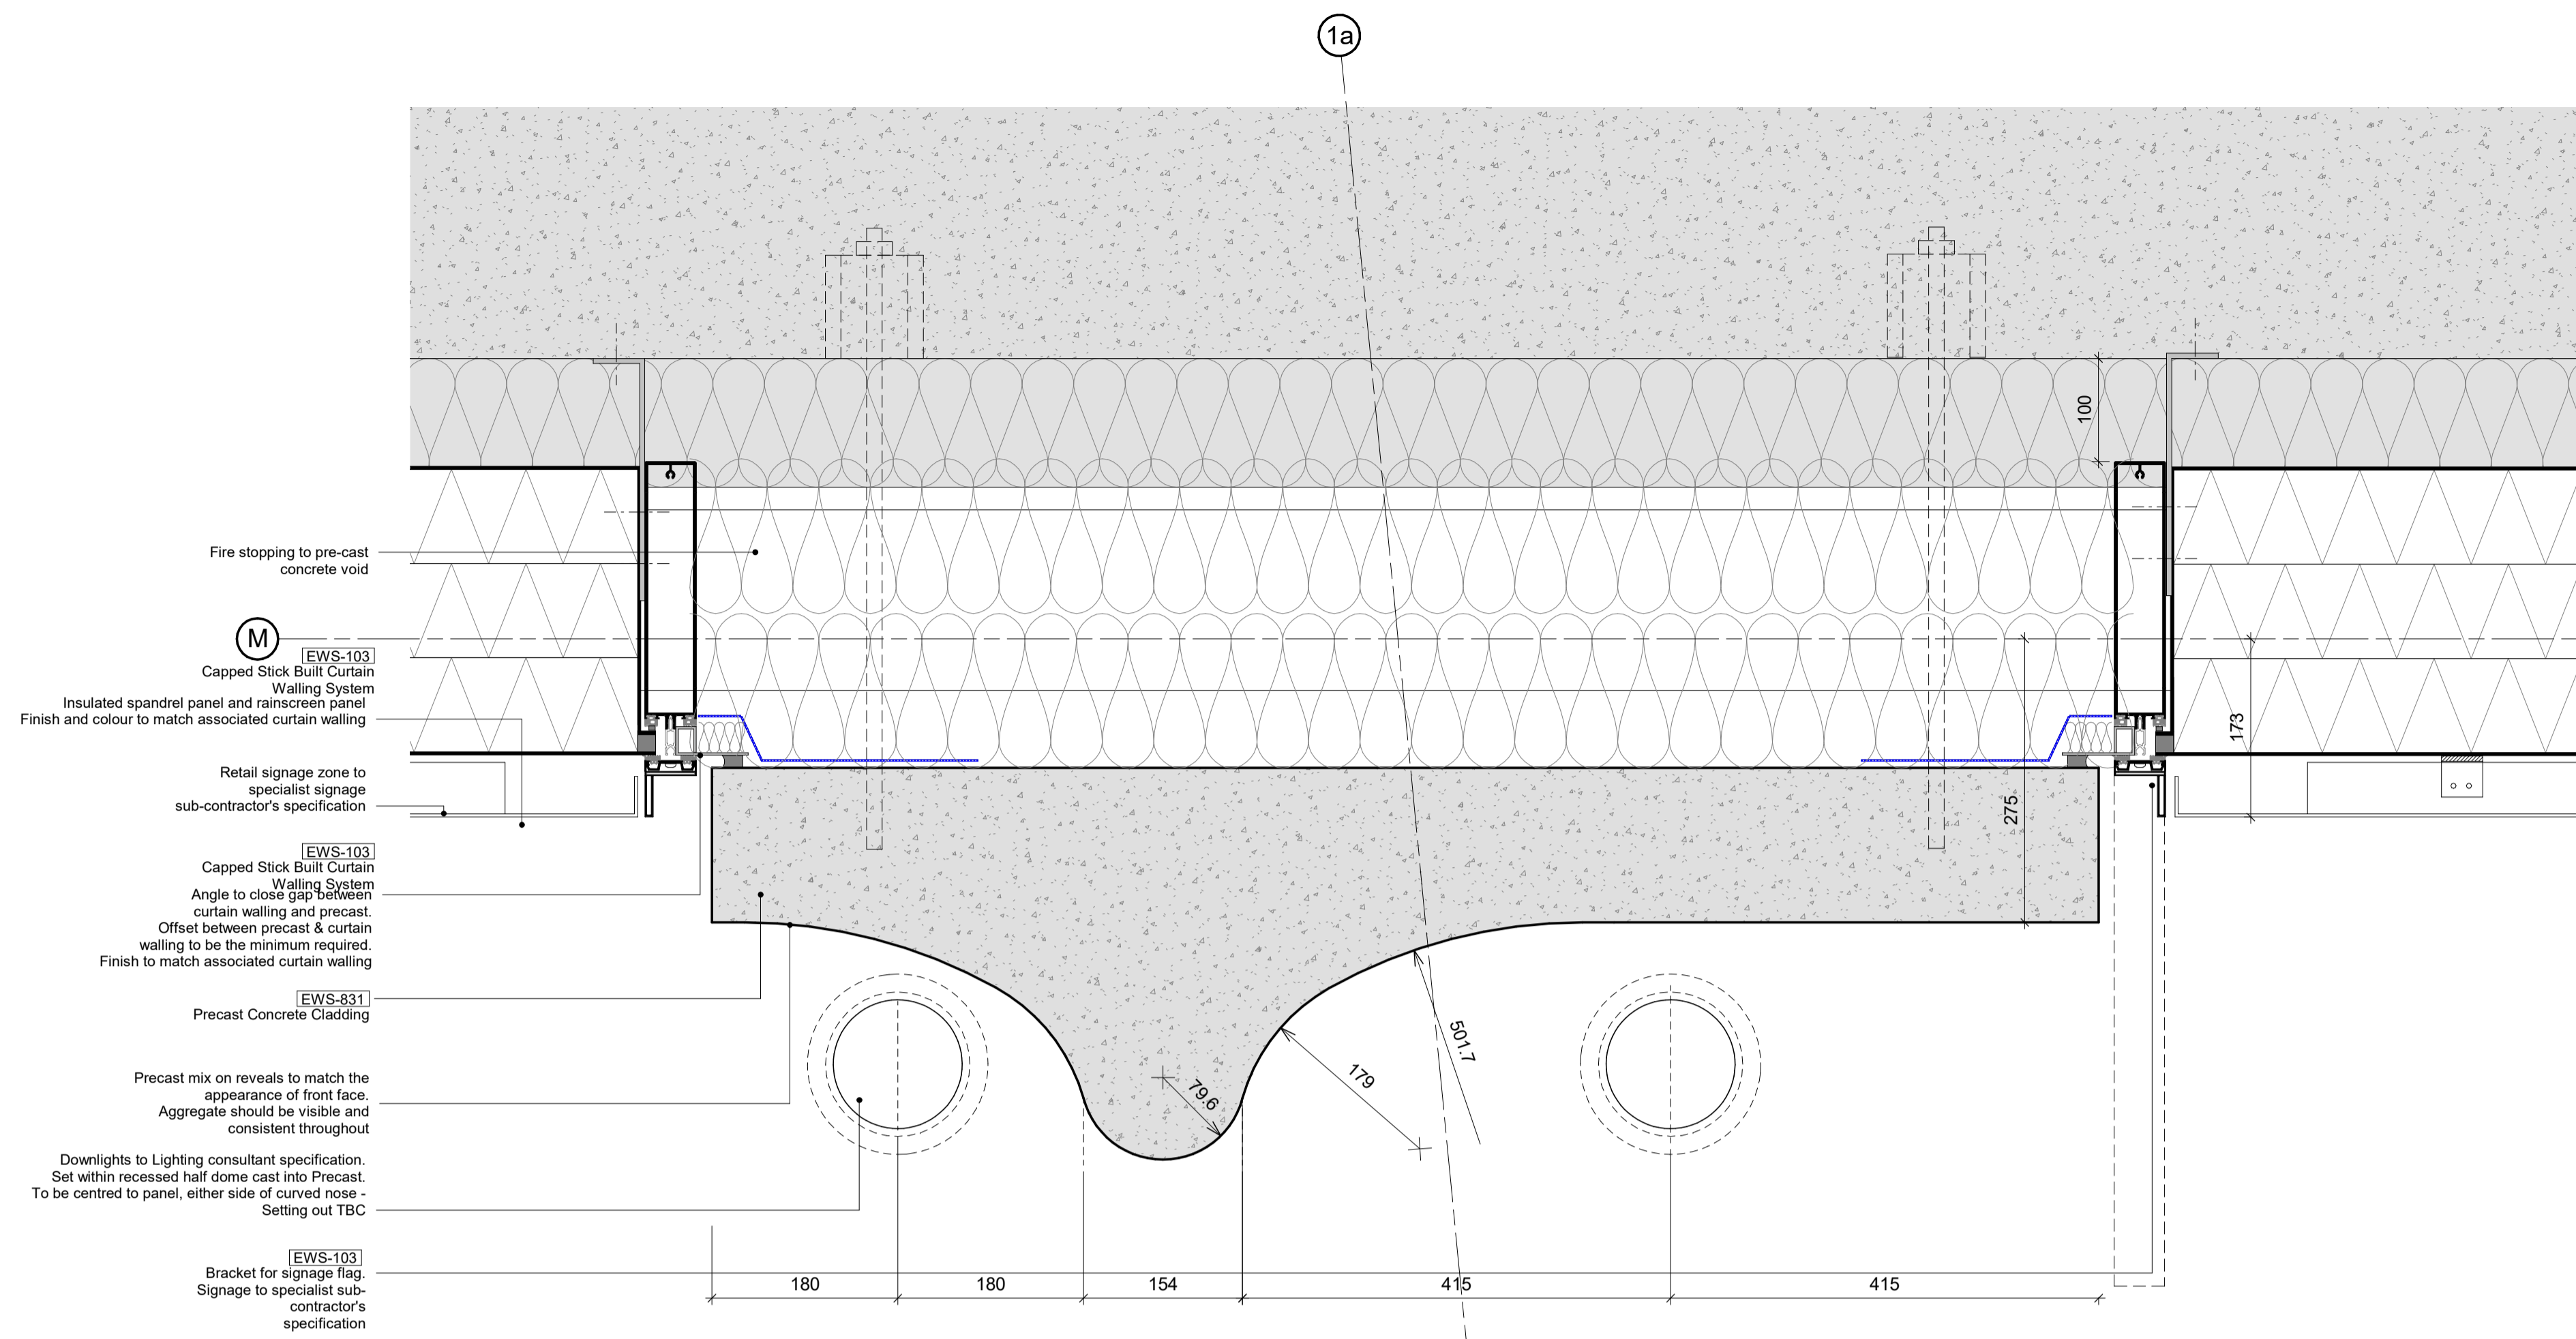 1a
100
Fire stopping to pre-cast
concrete void
M
EWS-103
Capped Stick Built Curtain
Walling System
Insulated spandrel panel and rainscreen panel
Finish and colour to match associated curtain walling
173
Retail signage zone to
specialist signage
sub-contractor's specification
275
EWS-103
Capped Stick Built Curtain
Walling System
Angle to close gap between
curtain walling and precast.
Offset between precast & curtain
walling to be the minimum required.
Finish to match associated curtain walling
EWS-831
Precast Concrete Cladding
501.7
179
79.6
Precast mix on reveals to match the
appearance of front face.
Aggregate should be visible and
consistent throughout
Downlights to Lighting consultant specification.
Set within recessed half dome cast into Precast.
To be centred to panel, either side of curved nose -
Setting out TBC
EWS-103
Bracket for signage flag.
Signage to specialist sub-
contractor's
specification
180 180 154 415 415